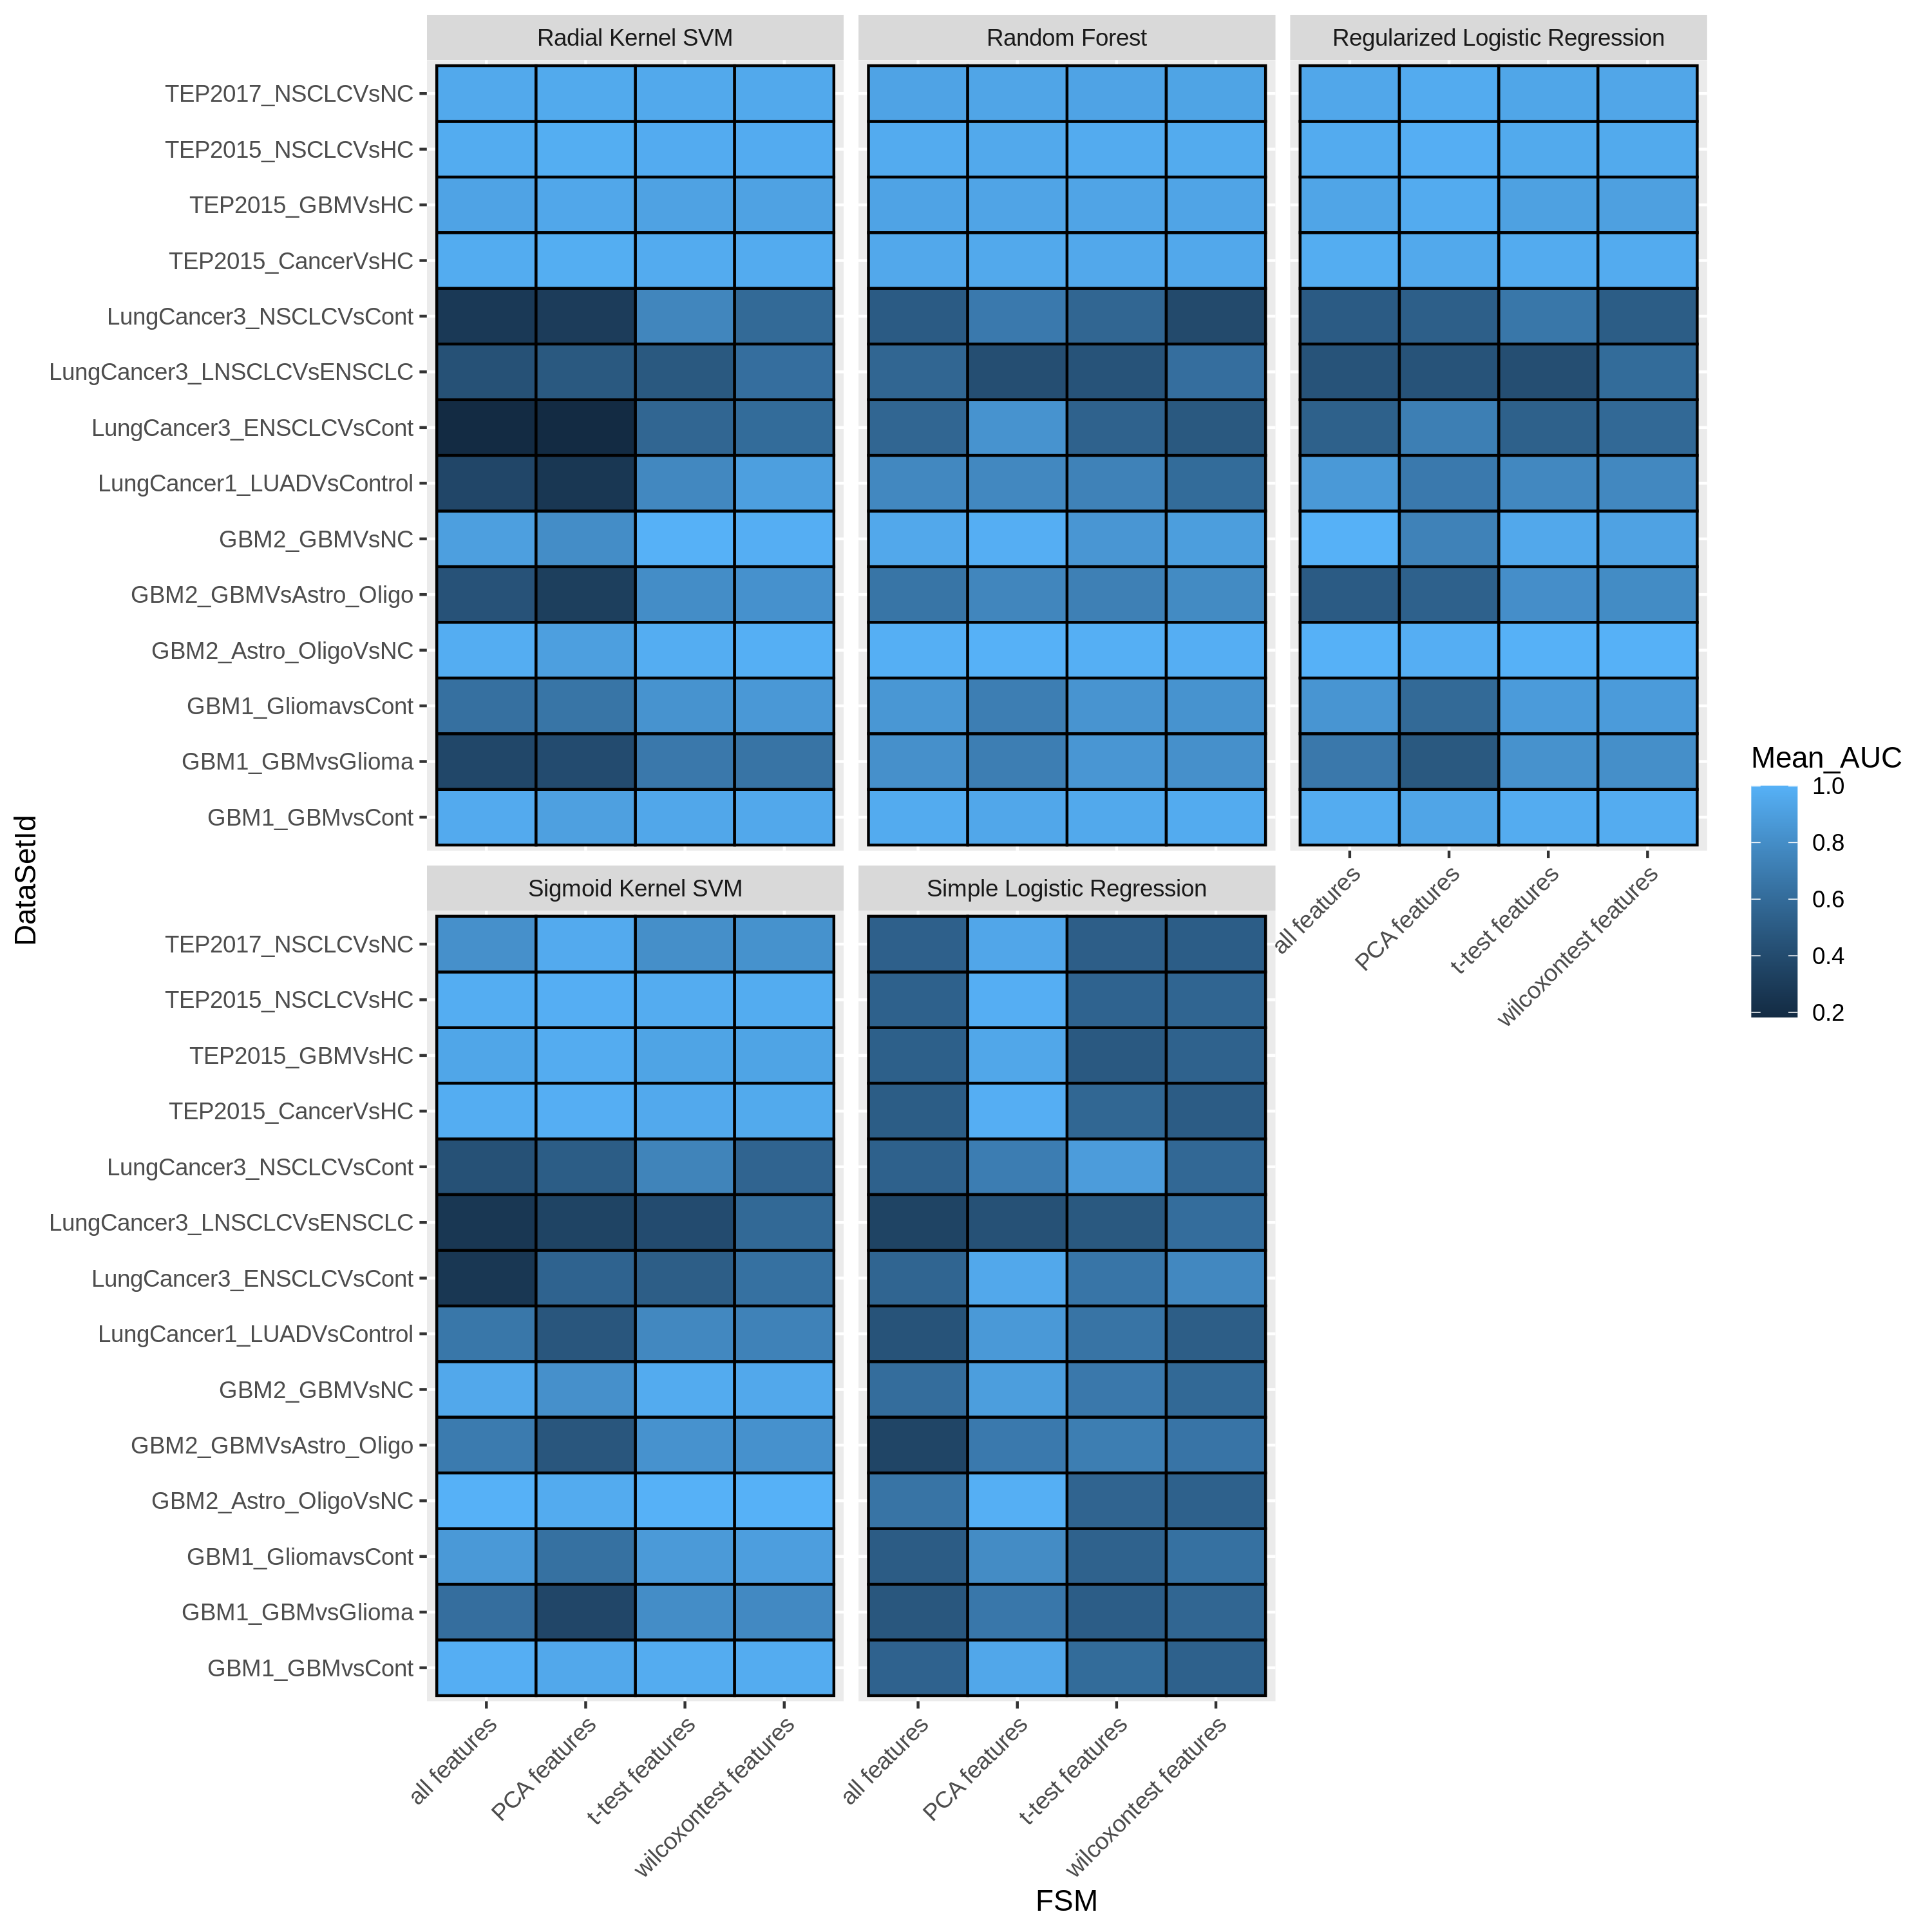 Radial Kernel SVM
Random Forest
Regularized Logistic Regression
TEP2017_NSCLCVsNC
TEP2015_NSCLCVsHC
TEP2015_GBMVsHC
TEP2015_CancerVsHC
LungCancer3_NSCLCVsCont
LungCancer3_LNSCLCVsENSCLC
LungCancer3_ENSCLCVsCont
LungCancer1_LUADVsControl
GBM2_GBMVsNC
GBM2_GBMVsAstro_Oligo
GBM2_Astro_OligoVsNC
GBM1_GliomavsCont
GBM1_GBMvsGlioma
GBM1_GBMvsCont
all features
PCA features
t-test features
wilcoxontest features
Mean_AUC
1.0
0.8
0.6
0.4
0.2
DataSetId
Sigmoid Kernel SVM
Simple Logistic Regression
TEP2017_NSCLCVsNC
TEP2015_NSCLCVsHC
TEP2015_GBMVsHC
TEP2015_CancerVsHC
LungCancer3_NSCLCVsCont
LungCancer3_LNSCLCVsENSCLC
LungCancer3_ENSCLCVsCont
LungCancer1_LUADVsControl
GBM2_GBMVsNC
GBM2_GBMVsAstro_Oligo
GBM2_Astro_OligoVsNC
GBM1_GliomavsCont
GBM1_GBMvsGlioma
GBM1_GBMvsCont
all features
PCA features
t-test features
wilcoxontest features
all features
PCA features
t-test features
wilcoxontest features
FSM